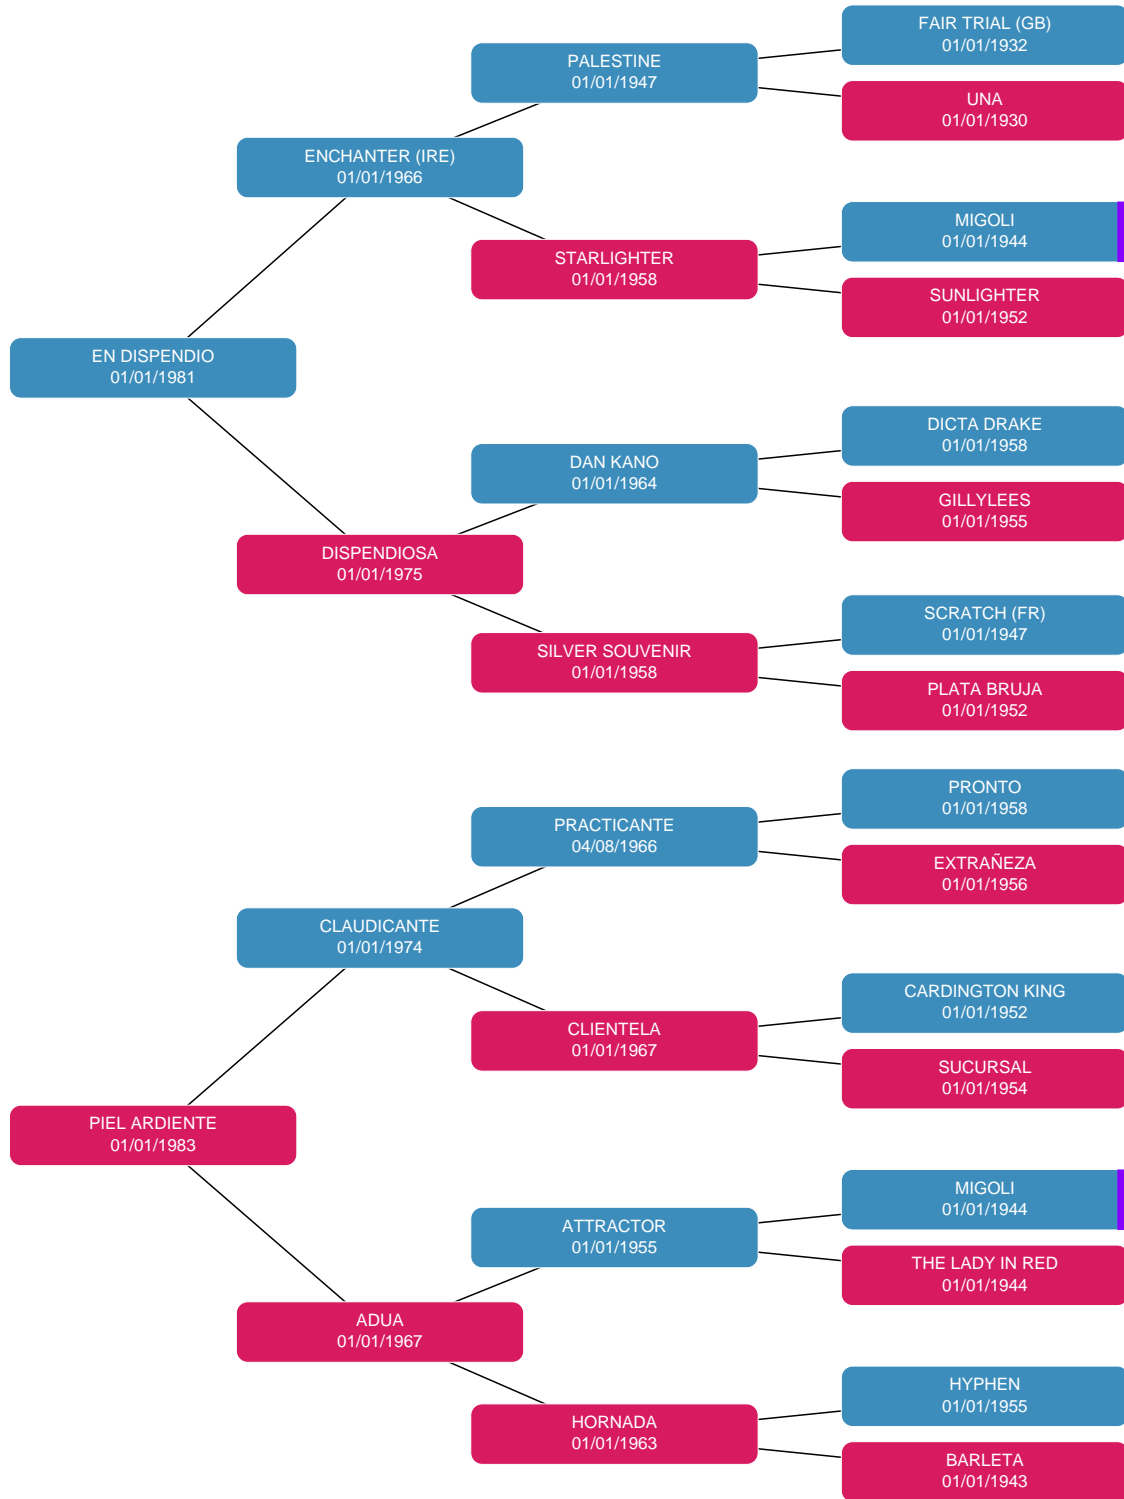 FAIR TRIAL (GB)
01/01/1932
PALESTINE
01/01/1947
UNA
01/01/1930
ENCHANTER (IRE)
01/01/1966
MIGOLI
01/01/1944
STARLIGHTER
01/01/1958
SUNLIGHTER
01/01/1952
EN DISPENDIO
01/01/1981
DICTA DRAKE
01/01/1958
DAN KANO
01/01/1964
GILLYLEES
01/01/1955
DISPENDIOSA
01/01/1975
SCRATCH (FR)
01/01/1947
SILVER SOUVENIR
01/01/1958
PLATA BRUJA
01/01/1952
PRONTO
01/01/1958
PRACTICANTE
04/08/1966
EXTRAÑEZA
01/01/1956
CLAUDICANTE
01/01/1974
CARDINGTON KING
01/01/1952
CLIENTELA
01/01/1967
SUCURSAL
01/01/1954
PIEL ARDIENTE
01/01/1983
MIGOLI
01/01/1944
ATTRACTOR
01/01/1955
THE LADY IN RED
01/01/1944
ADUA
01/01/1967
HYPHEN
01/01/1955
HORNADA
01/01/1963
BARLETA
01/01/1943